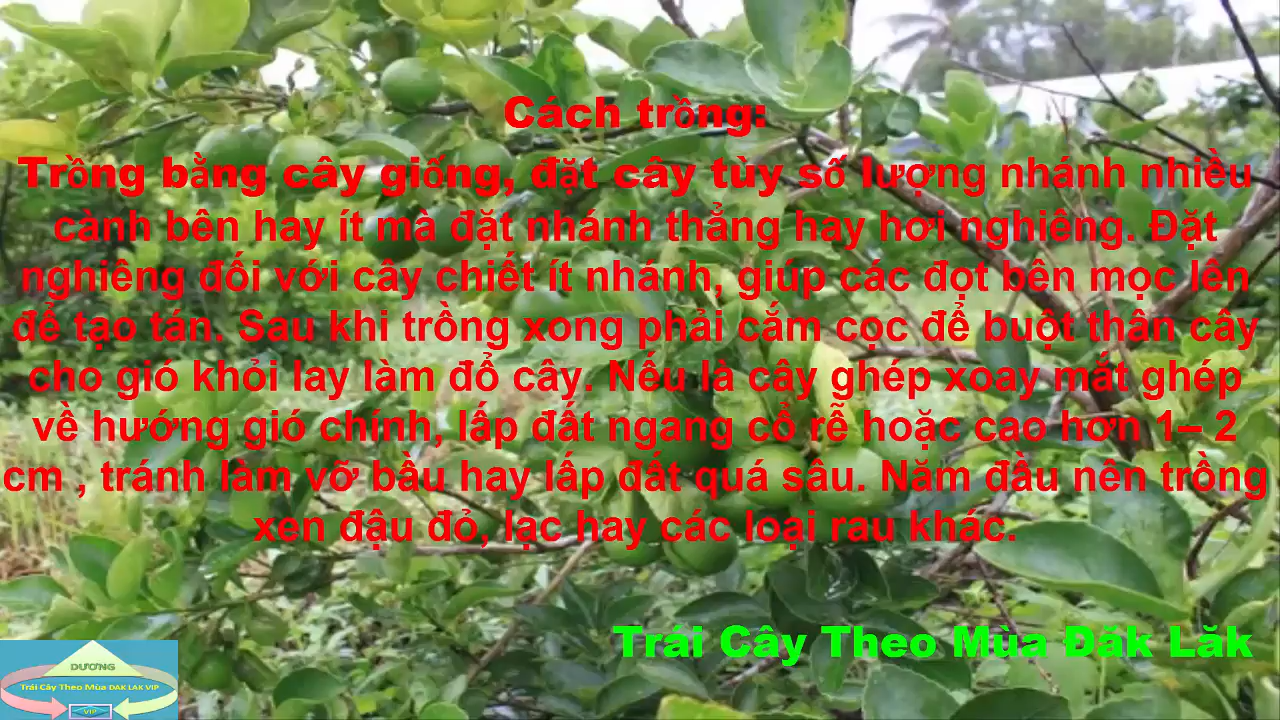 Cách trồng:
Trồng bằng cây giống, đặt cây tùy số lượng nhánh nhiều
cành bên hay ít mà đặt nhánh thẳng hay hơi nghiêng. Đặt
nghiêng đối với cây chiết ít nhánh, giúp các đọt bên mọc lên
để tạo tán. Sau khi trồng xong phải cắm cọc để buột thân cây
cho gió khỏi lay làm đổ cây. Nếu là cây ghép xoay mắt ghép
về hướng gió chính, lấp đất ngang cổ rễ hoặc cao hơn 1– 2
cm , tránh làm vỡ bầu hay lấp đất quá sâu. Năm đầu nên trồng
xen đậu đỏ, lạc hay các loại rau khác.
Trái Cây Theo Mùa Đăk Lăk
DƯƠNG
Trái Cây Theo Mùa ĐAK LAK VIP
VIP